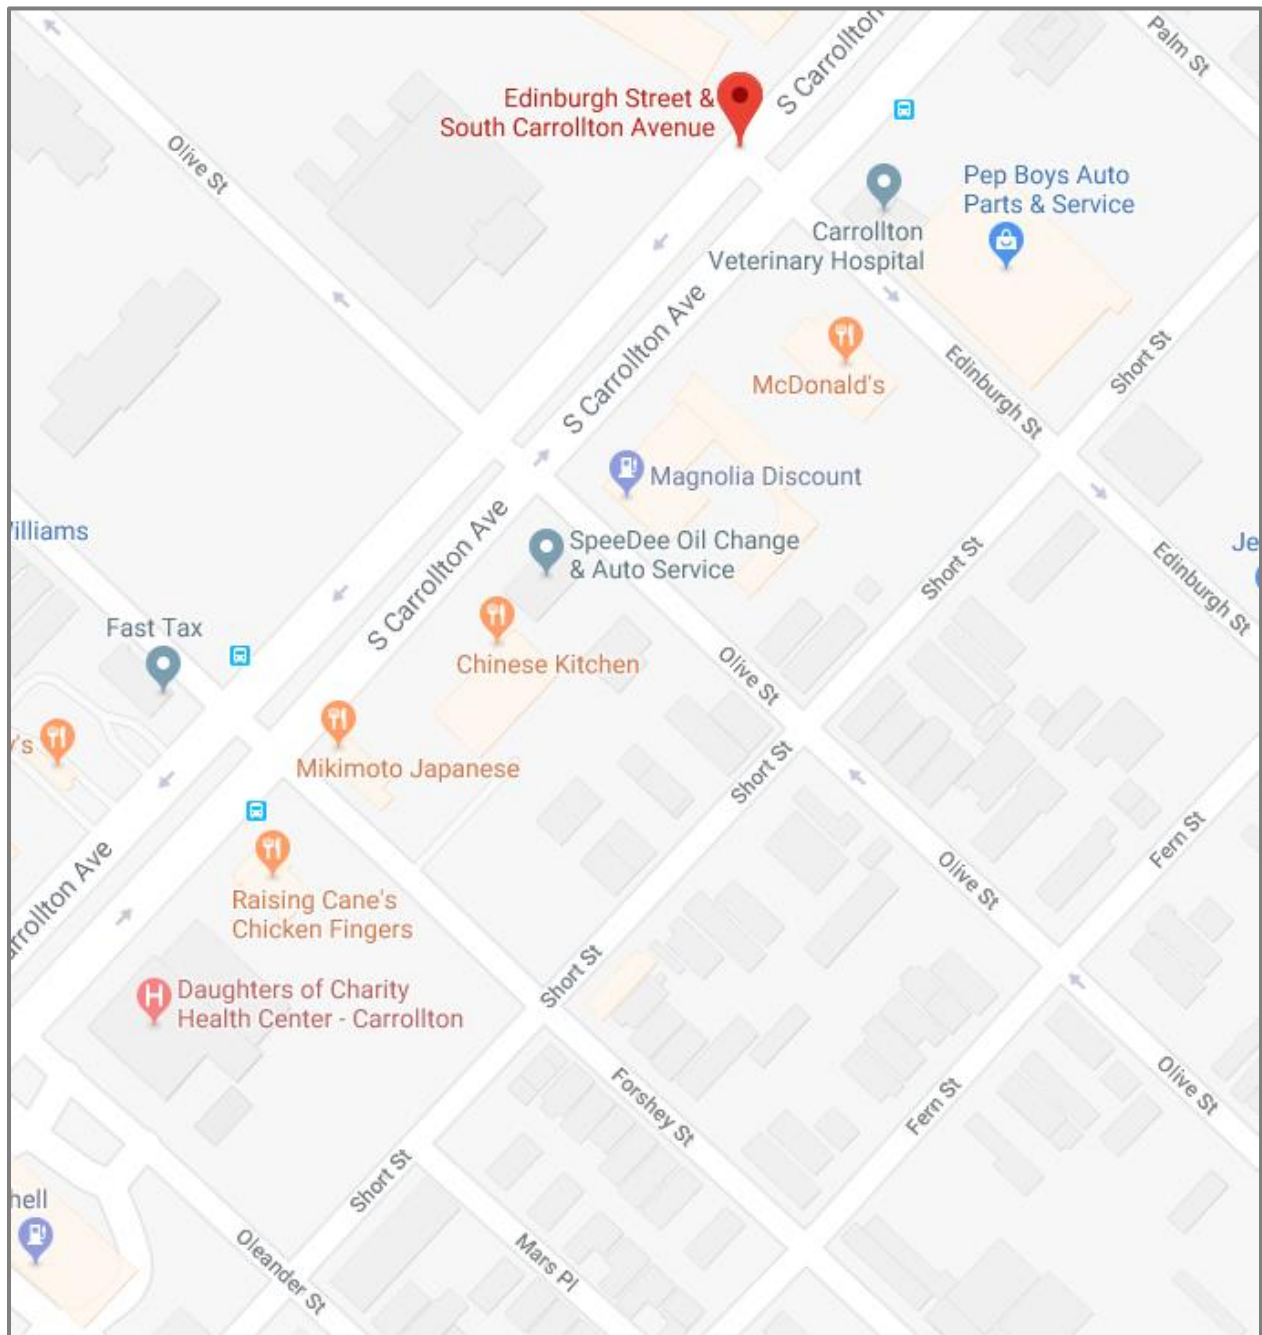 Palm St
S Carrollton
Edinburgh Street &
South Carrollton Avenue
Olive St
Pep Boys Auto
Parts & Service
Carrollton
Veterinary Hospital
S Carrollton Ave
McDonald's
Edinburgh St
Short St
Magnolia Discount
illiams
SpeeDee Oil Change
& Auto Service
Je
S Carrollton Ave
Short St
Edinburgh St
Fast Tax
Chinese Kitchen
Olive St
's
Mikimoto Japanese
Short St
Fern St
arrollton Ave
Olive St
Raising Cane's
Chicken Fingers
Short St
H
Daughters of Charity
Health Center - Carrollton
Forshey St
Fern St
Olive St
Short St
hell
Oleander St
Mars Pl